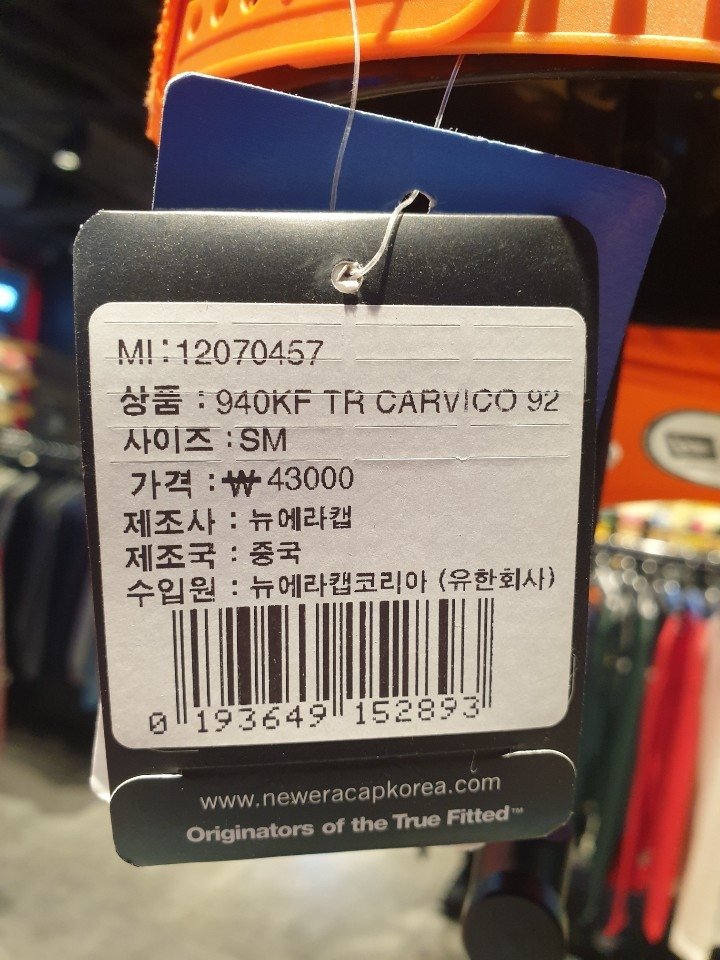 MI:12070457
상품 : 940KF TR CARVICO 92
사이즈 : SM
가격 : ₩ 43000
제조사 : 뉴에라캡
제조국 : 중국
수입원 : 뉴에라캡코리아 (유한회사)
0 193649 152893
www.neweracapkorea.com
Originators of the True Fitted™